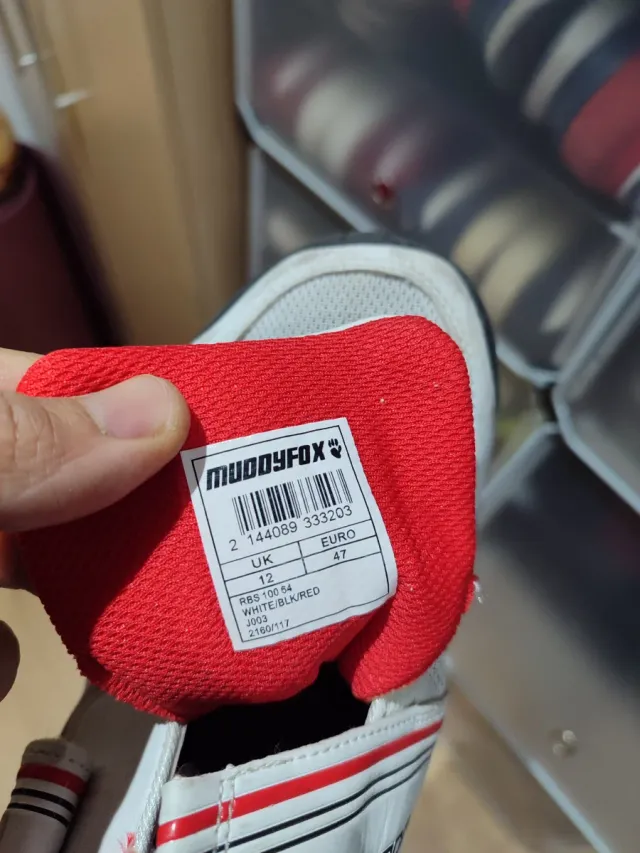 MUDDYFOX
2 144089 333203
UK EURO
12 47
RBS 100 64
WHITE/BLK/RED
J003
2160/117